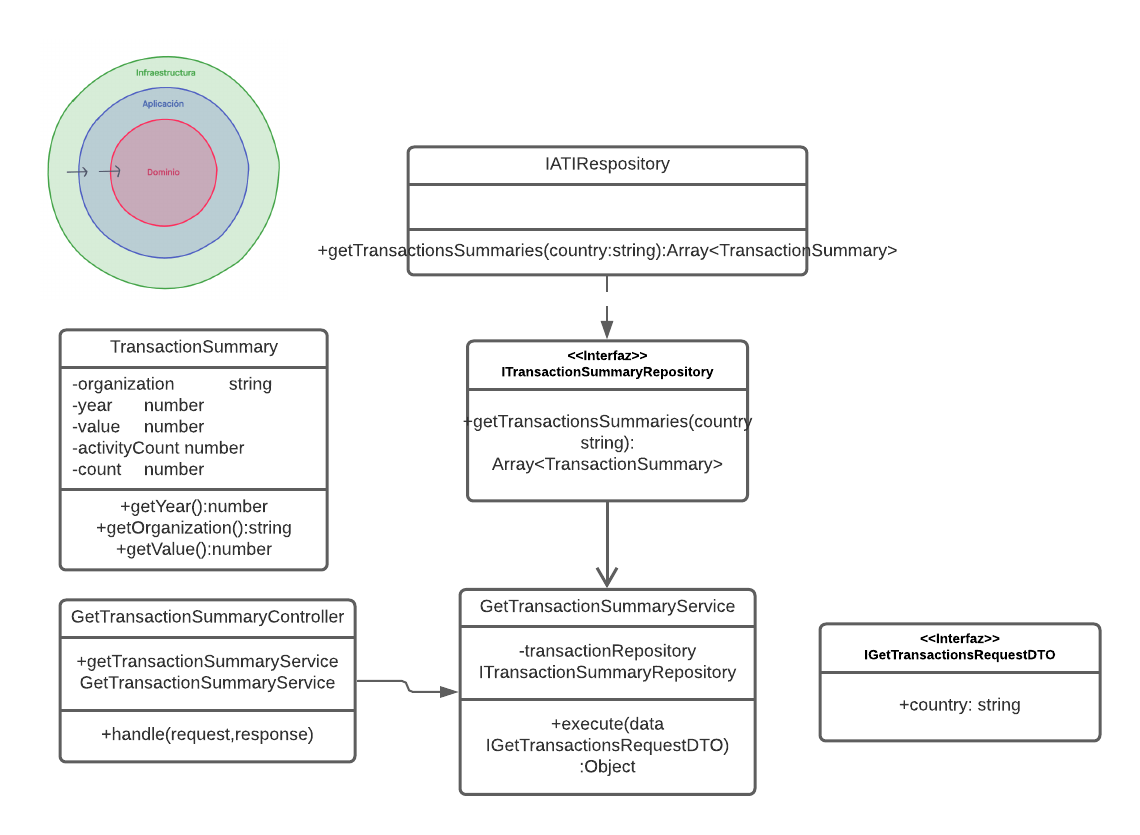 Infraestructura
Aplicación
Dominio
IATIRespository
+getTransactionsSummaries(country:string):Array<TransactionSummary>
<<Interfaz>>
ITransactionSummaryRepository
+getTransactionsSummaries(country
string):
Array<TransactionSummary>
TransactionSummary
-organization string
-year number
-value number
-activityCount number
-count number
+getYear():number
+getOrganization():string
+getValue():number
GetTransactionSummaryController
+getTransactionSummaryService
GetTransactionSummaryService
+handle(request,response)
GetTransactionSummaryService
-transactionRepository
ITransactionSummaryRepository
+execute(data
IGetTransactionsRequestDTO)
:Object
<<Interfaz>>
IGetTransactionsRequestDTO
+country: string